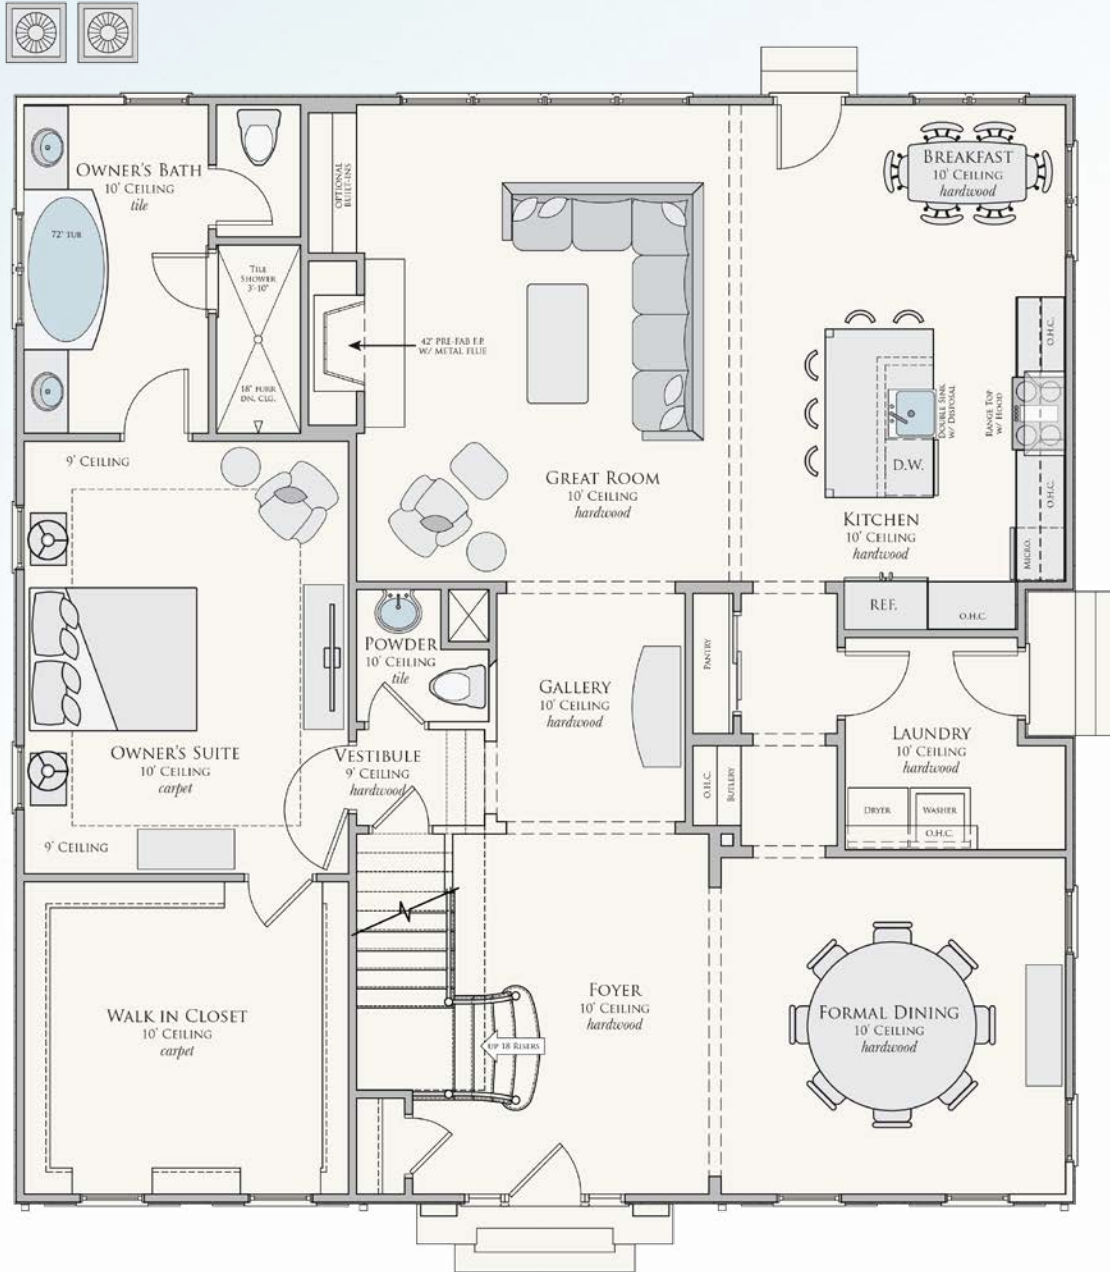 OWNER'S BATH
10' CEILING
tile
72" TUB
TILE
SHOWER
3'-10"
18" FURR
DN. CLG.
OPTIONAL
BUILT-INS
42" PRE-FAB F.P.
W/ METAL FLUE
BREAKFAST
10' CEILING
hardwood
O.H.C.
DOUBLE SINK
W/ DISPOSAL
RANGE TOP
W/ HOOD
D.W.
O.H.C.
MICRO.
GREAT ROOM
10' CEILING
hardwood
KITCHEN
10' CEILING
hardwood
REF.
O.H.C.
9' CEILING
OWNER'S SUITE
10' CEILING
carpet
9' CEILING
POWDER
10' CEILING
tile
VESTIBULE
9' CEILING
hardwood
GALLERY
10' CEILING
hardwood
PANTRY
O.H.C.
BUTLERY
LAUNDRY
10' CEILING
hardwood
DRYER
WASHER
O.H.C.
WALK IN CLOSET
10' CEILING
carpet
UP 18 RISERS
FOYER
10' CEILING
hardwood
FORMAL DINING
10' CEILING
hardwood